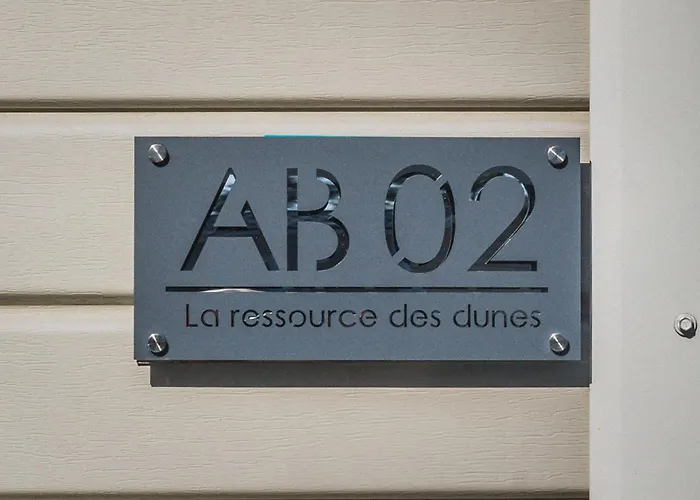 AB 02
La ressource des dunes